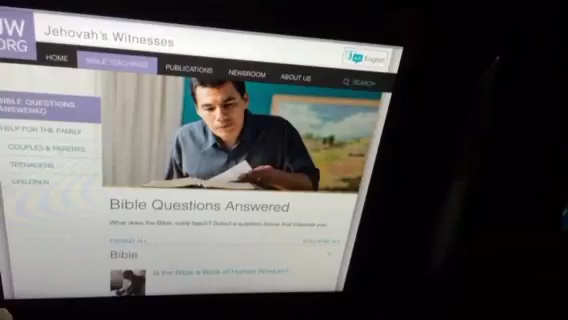 JW
.ORG
Jehovah's Witnesses
English
HOME
BIBLE TEACHINGS
PUBLICATIONS
NEWSROOM
ABOUT US
SEARCH
BIBLE QUESTIONS
ANSWERED
HELP FOR THE FAMILY
COUPLES & PARENTS
TEENAGERS
CHILDREN
Bible Questions Answered
What does the Bible really teach? Select a question below that interests you.
EXPAND ALL
COLLAPSE ALL
Bible
Is the Bible a Book of Human Wisdom?